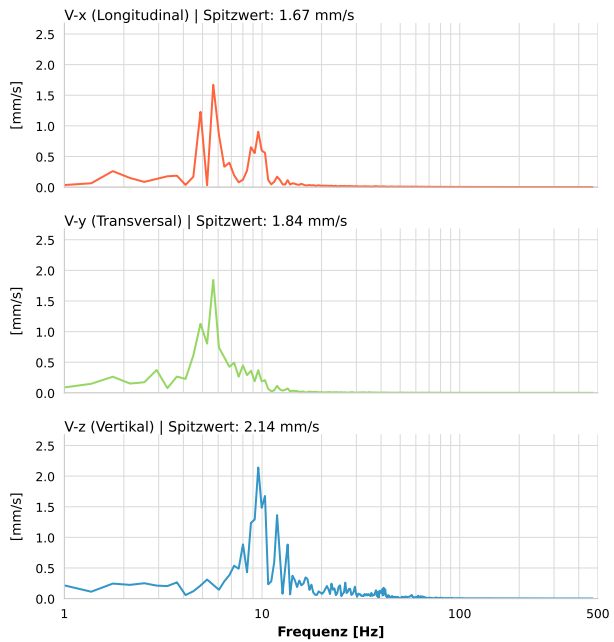 V-x (Longitudinal) | Spitzwert: 1.67 mm/s
2.5
2.0
1.5
1.0
0.5
0.0
[mm/s]
V-y (Transversal) | Spitzwert: 1.84 mm/s
2.5
2.0
1.5
1.0
0.5
0.0
[mm/s]
V-z (Vertikal) | Spitzwert: 2.14 mm/s
2.5
2.0
1.5
1.0
0.5
0.0
[mm/s]
1 10 100 500
Frequenz [Hz]